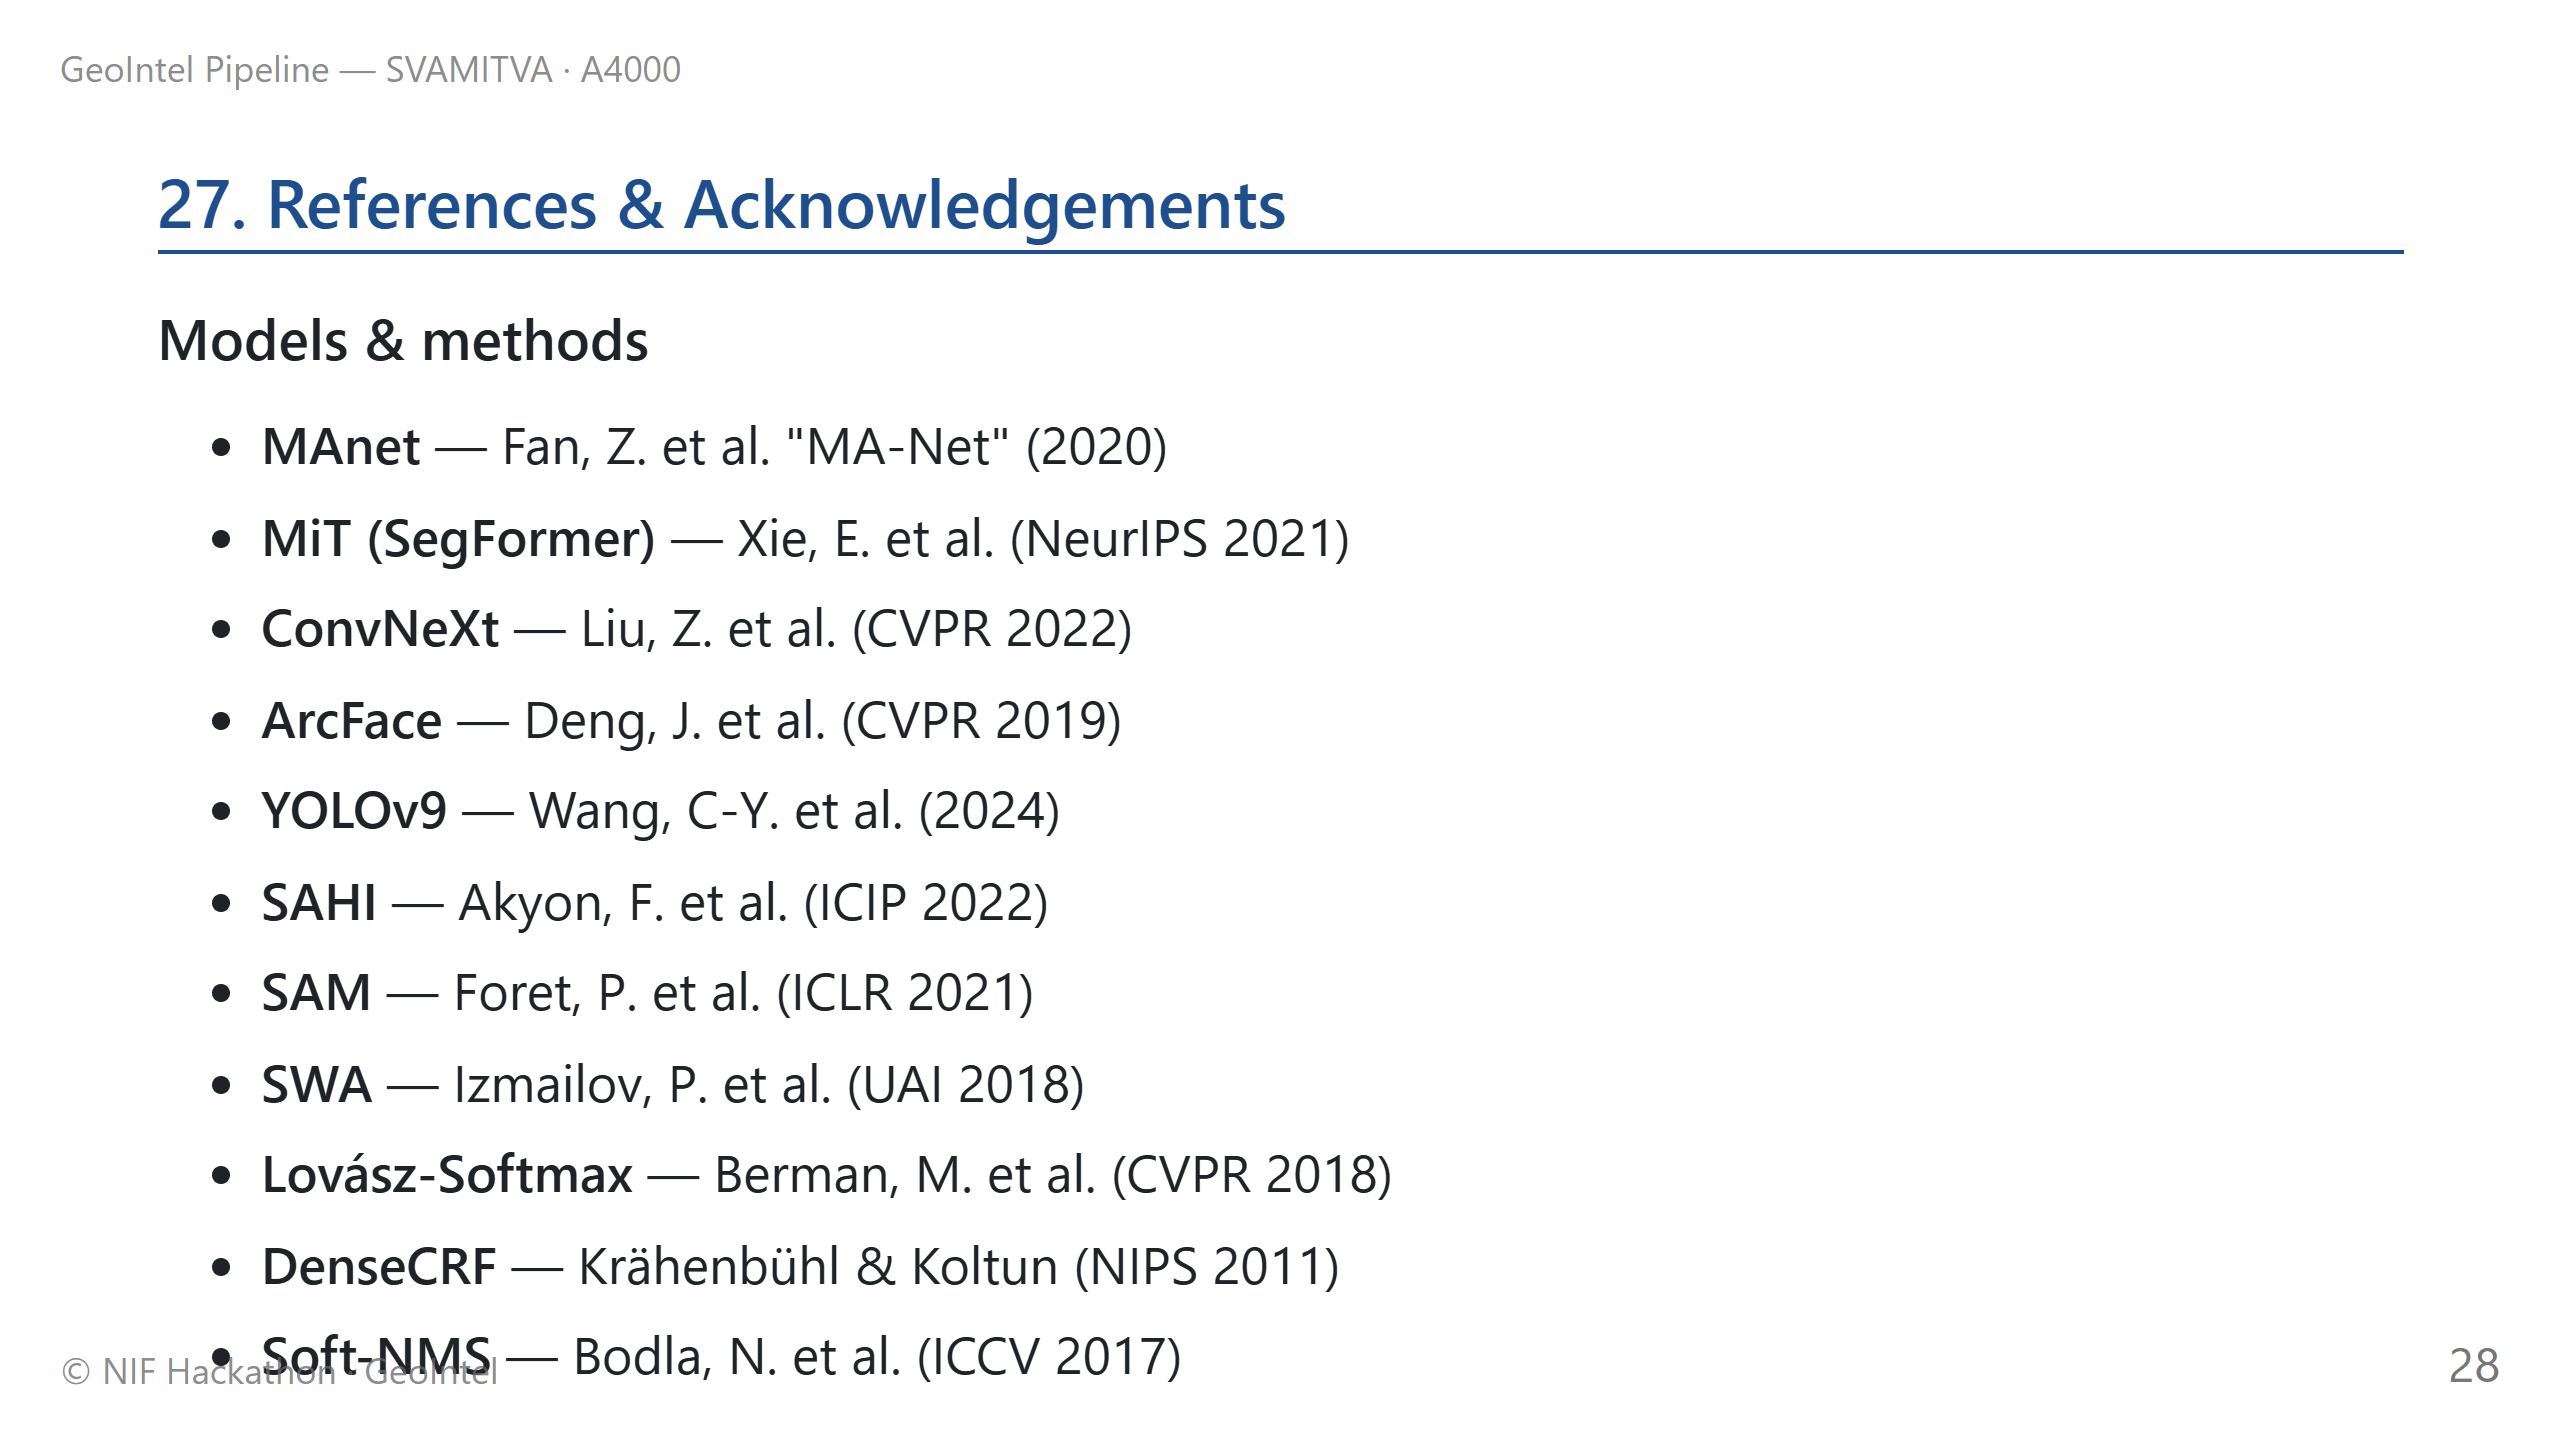 GeoIntel Pipeline — SVAMITVA · A4000
27. References & Acknowledgements
Models & methods
• MAnet — Fan, Z. et al. "MA-Net" (2020)
• MiT (SegFormer) — Xie, E. et al. (NeurIPS 2021)
• ConvNeXt — Liu, Z. et al. (CVPR 2022)
• ArcFace — Deng, J. et al. (CVPR 2019)
• YOLOv9 — Wang, C-Y. et al. (2024)
• SAHI — Akyon, F. et al. (ICIP 2022)
• SAM — Foret, P. et al. (ICLR 2021)
• SWA — Izmailov, P. et al. (UAI 2018)
• Lovász-Softmax — Berman, M. et al. (CVPR 2018)
• DenseCRF — Krähenbühl & Koltun (NIPS 2011)
• Soft-NMS — Bodla, N. et al. (ICCV 2017)
© NIF Hackathon · GeoIntel
28